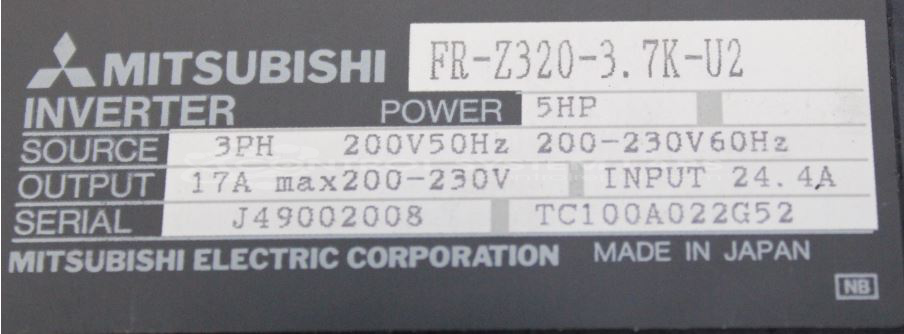 MITSUBISHI FR-Z320-3.7K-U2
INVERTER POWER 5HP
SOURCE 3PH 200V50Hz 200-230V60Hz
OUTPUT 17A max200-230V INPUT 24.4A
SERIAL J49002008 TC100A022G52
MITSUBISHI ELECTRIC CORPORATION MADE IN JAPAN
NB